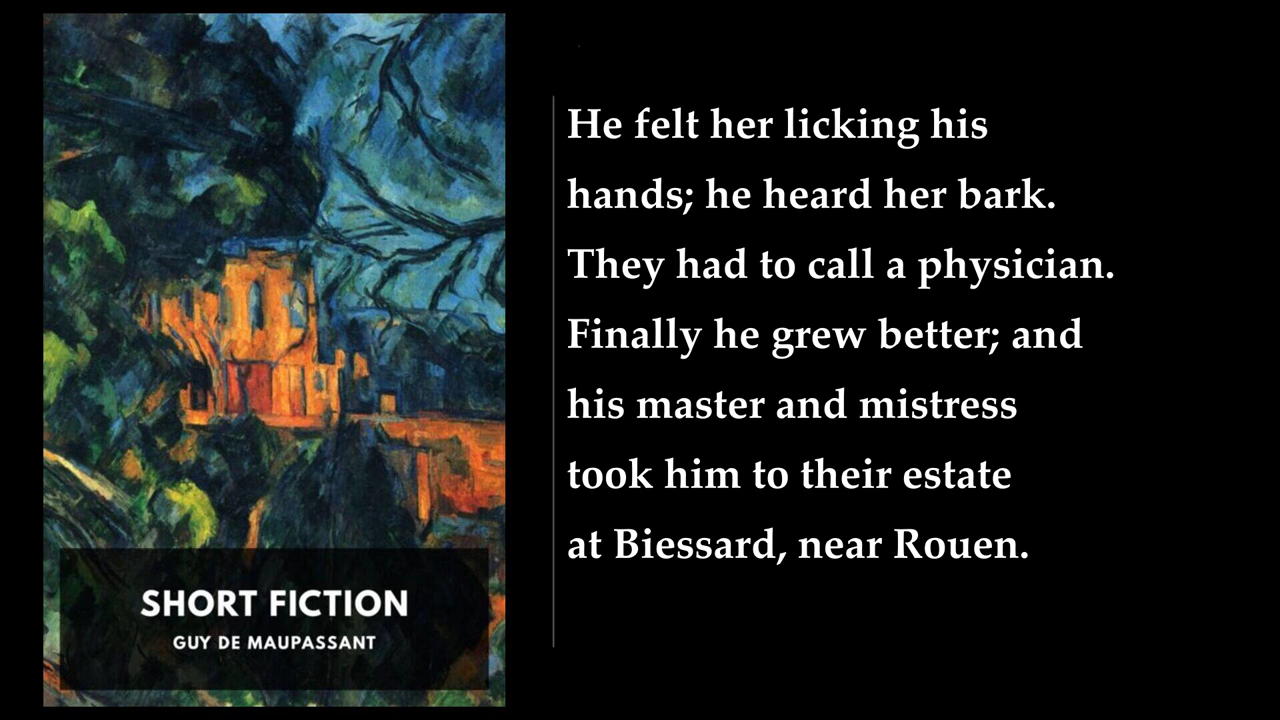 He felt her licking his
hands; he heard her bark.
They had to call a physician.
Finally he grew better; and
his master and mistress
took him to their estate
at Biessard, near Rouen.
SHORT FICTION
GUY DE MAUPASSANT